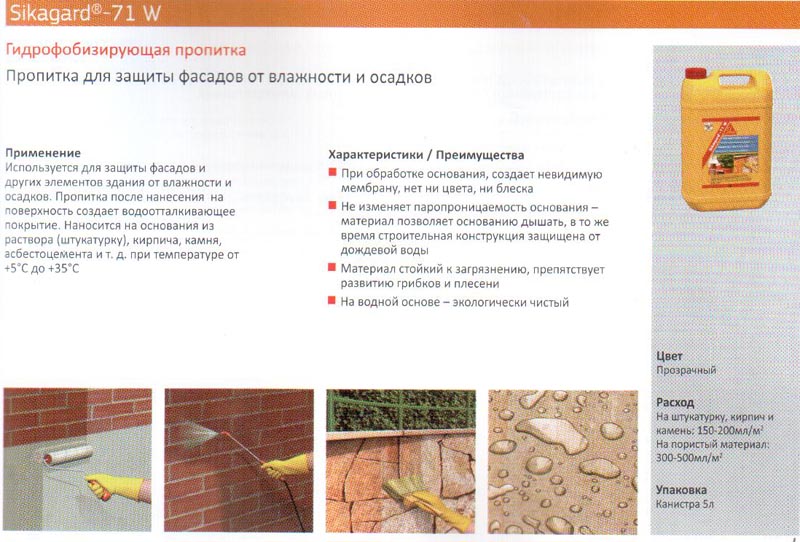 Sikagard®-71 W
Гидрофобизирующая пропитка
Пропитка для защиты фасадов от влажности и осадков
Применение
Используется для защиты фасадов и
других элементов здания от влажности и
осадков. Пропитка после нанесения на
поверхность создает водоотталкивающее
покрытие. Наносится на основания из
раствора (штукатурку), кирпича, камня,
асбестоцемента и т. д. при температуре от
+5°С до +35°С
Характеристики / Преимущества
При обработке основания, создает невидимую
мембрану, нет ни цвета, ни блеска
Не изменяет паропроницаемость основания –
материал позволяет основанию дышать, в то же
время строительная конструкция защищена от
дождевой воды
Материал стойкий к загрязнению, препятствует
развитию грибков и плесени
На водной основе – экологически чистый
Цвет
Прозрачный
Расход
На штукатурку, кирпич и
камень: 150-200мл/м²
На пористый материал:
300-500мл/м²
Упаковка
Канистра 5л